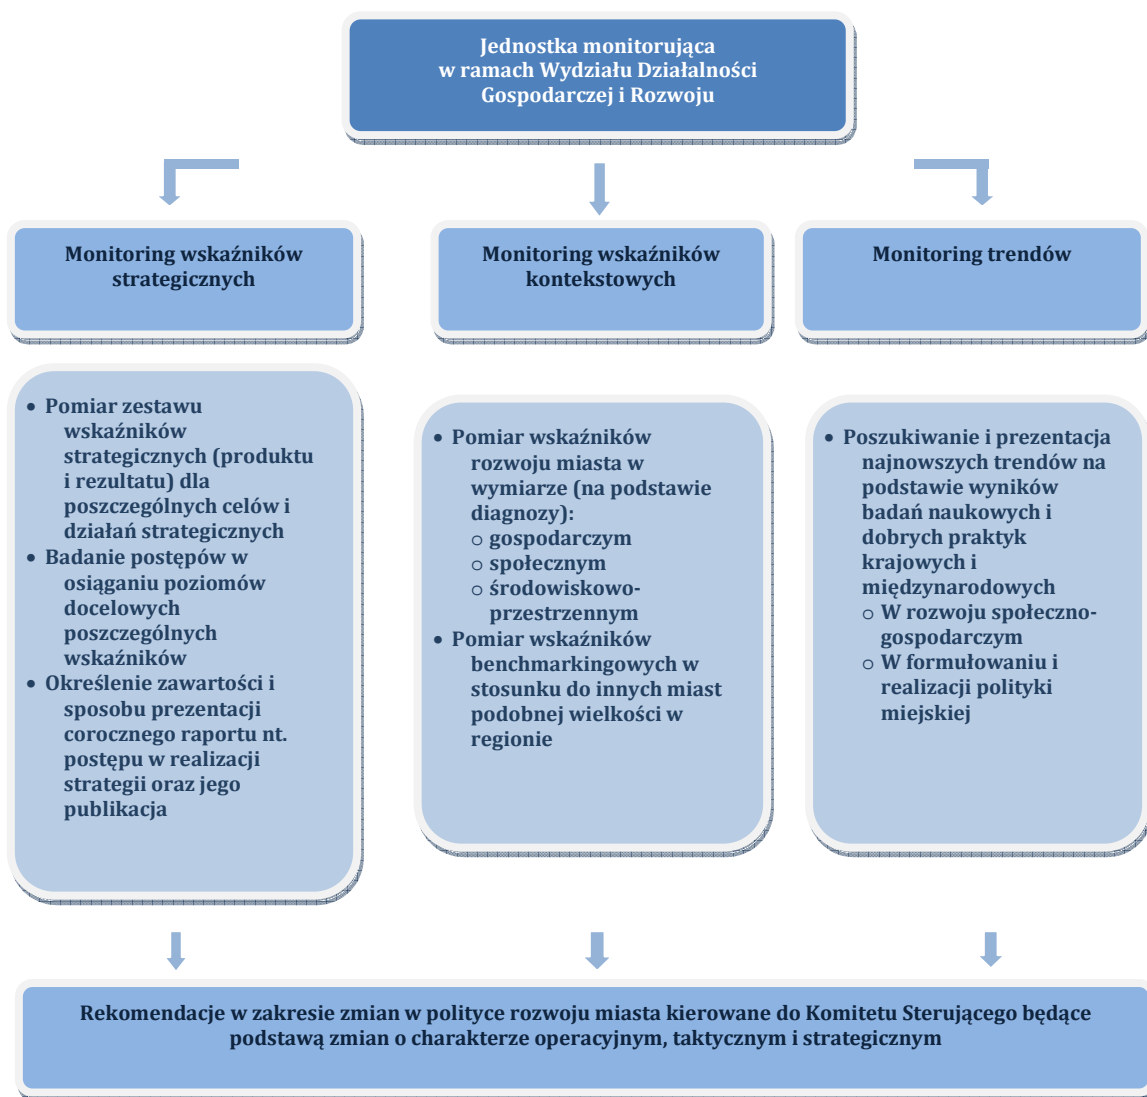 Jednostka monitorująca
w ramach Wydziału Działalności
Gospodarczej i Rozwoju
Monitoring wskaźników
strategicznych
Monitoring wskaźników
kontekstowych
Monitoring trendów
• Pomiar zestawu
wskaźników
strategicznych (produktu
i rezultatu) dla
poszczególnych celów i
działań strategicznych
• Badanie postępów w
osiąganiu poziomów
docelowych
poszczególnych
wskaźników
• Określenie zawartości i
sposobu prezentacji
corocznego raportu nt.
postępu w realizacji
strategii oraz jego
publikacja
• Pomiar wskaźników
rozwoju miasta w
wymiarze (na podstawie
diagnozy):
o gospodarczym
o społecznym
o środowiskowo-
przestrzennym
• Pomiar wskaźników
benchmarkingowych w
stosunku do innych miast
podobnej wielkości w
regionie
• Poszukiwanie i prezentacja
najnowszych trendów na
podstawie wyników
badań naukowych i
dobrych praktyk
krajowych i
międzynarodowych
o W rozwoju społeczno-
gospodarczym
o W formułowaniu i
realizacji polityki
miejskiej
Rekomendacje w zakresie zmian w polityce rozwoju miasta kierowane do Komitetu Sterującego będące
podstawą zmian o charakterze operacyjnym, taktycznym i strategicznym